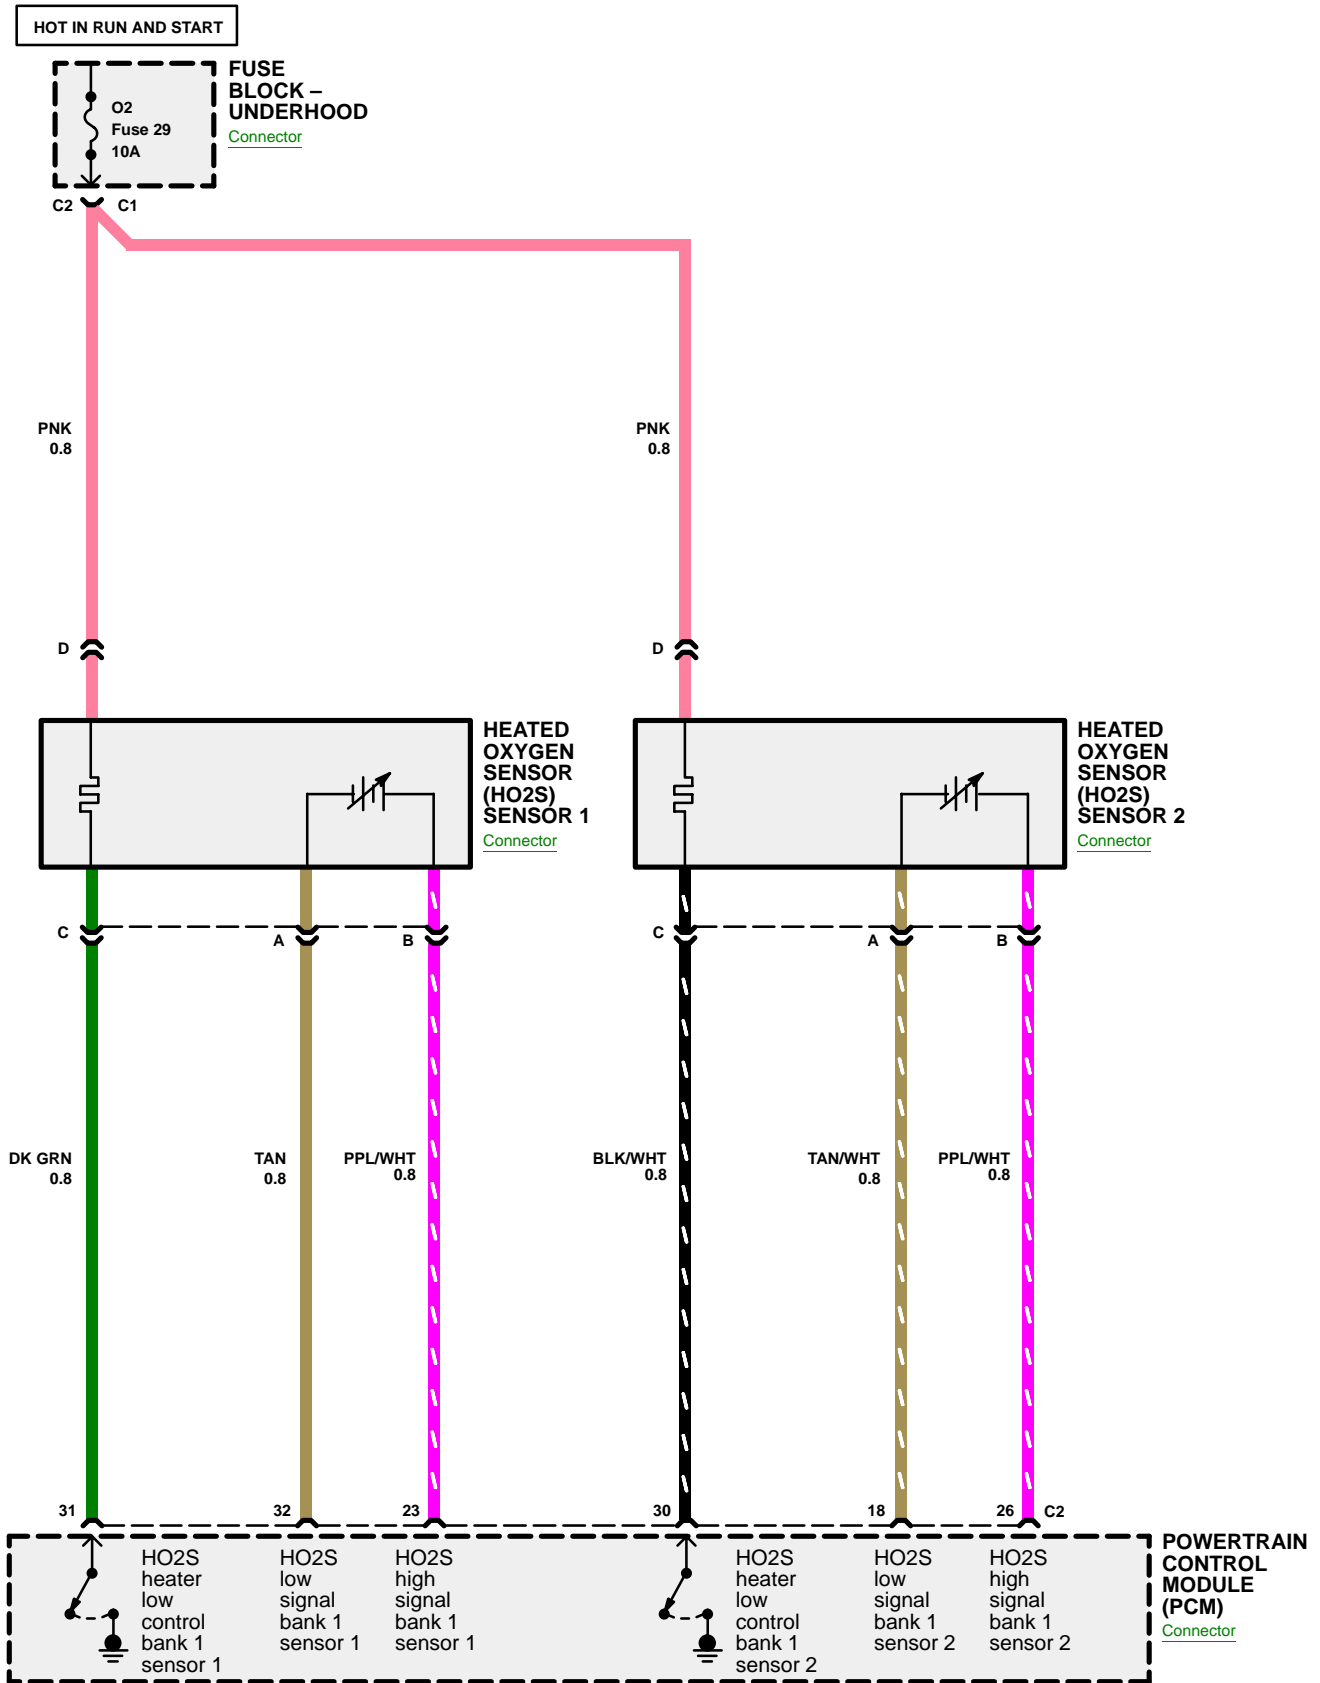 HOT IN RUN AND START
FUSE
BLOCK –
UNDERHOOD
Connector
O2
Fuse 29
10A
C2
C1
PNK
0.8
PNK
0.8
D
D
HEATED
OXYGEN
SENSOR
(HO2S)
SENSOR 1
Connector
HEATED
OXYGEN
SENSOR
(HO2S)
SENSOR 2
Connector
C
A
B
C
A
B
DK GRN
0.8
TAN
0.8
PPL/WHT
0.8
BLK/WHT
0.8
TAN/WHT
0.8
PPL/WHT
0.8
31
32
23
30
18
26
C2
HO2S
heater
low
control
bank 1
sensor 1
HO2S
low
signal
bank 1
sensor 1
HO2S
high
signal
bank 1
sensor 1
HO2S
heater
low
control
bank 1
sensor 2
HO2S
low
signal
bank 1
sensor 2
HO2S
high
signal
bank 1
sensor 2
POWERTRAIN
CONTROL
MODULE
(PCM)
Connector